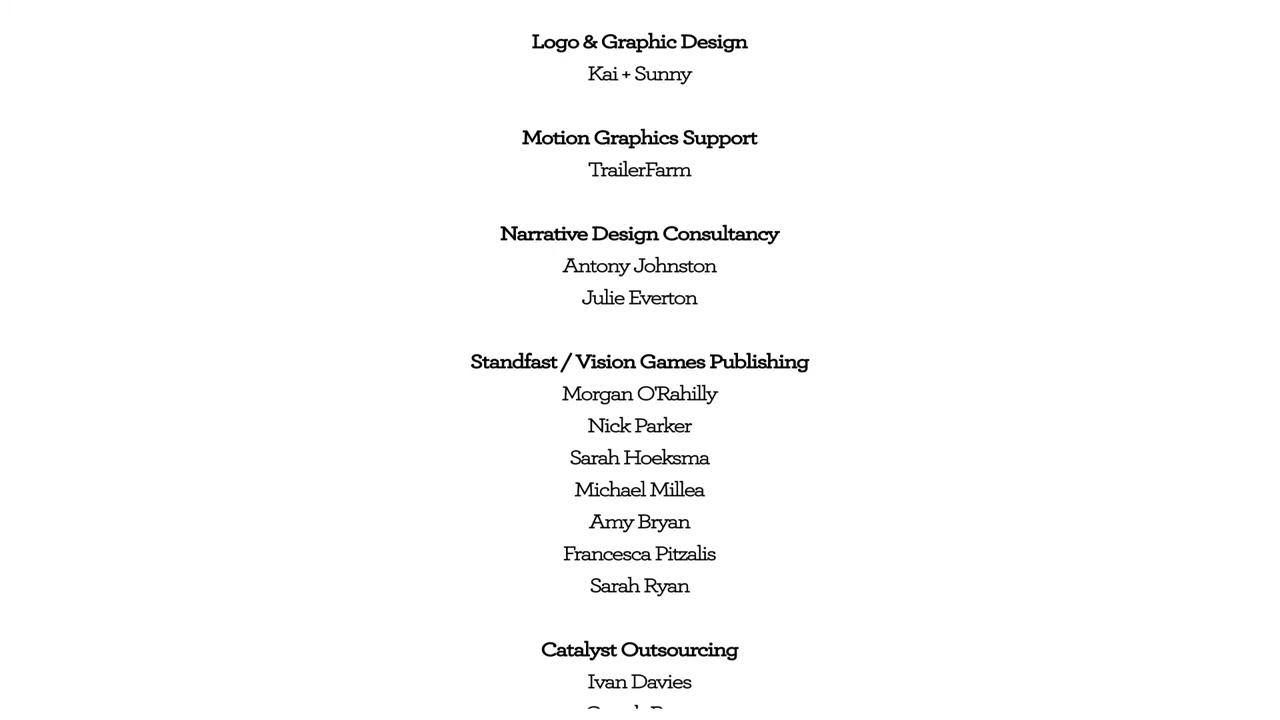 Logo & Graphic Design
Kai + Sunny
Motion Graphics Support
TrailerFarm
Narrative Design Consultancy
Antony Johnston
Julie Everton
Standfast / Vision Games Publishing
Morgan O'Rahilly
Nick Parker
Sarah Hoeksma
Michael Millea
Amy Bryan
Francesca Pitzalis
Sarah Ryan
Catalyst Outsourcing
Ivan Davies